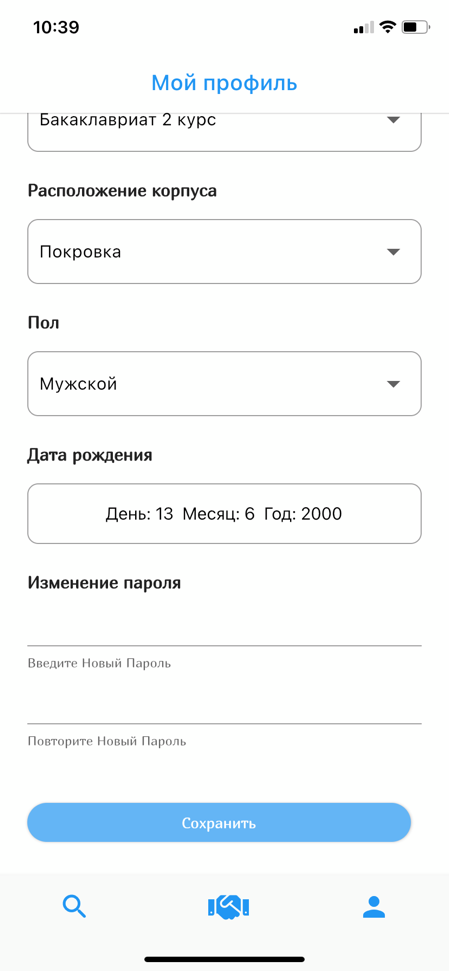 10:39
Мой профиль
Бакаклавриат 2 курс
Расположение корпуса
Покровка
Пол
Мужской
Дата рождения
День: 13 Месяц: 6 Год: 2000
Изменение пароля
Введите Новый Пароль
Повторите Новый Пароль
Сохранить